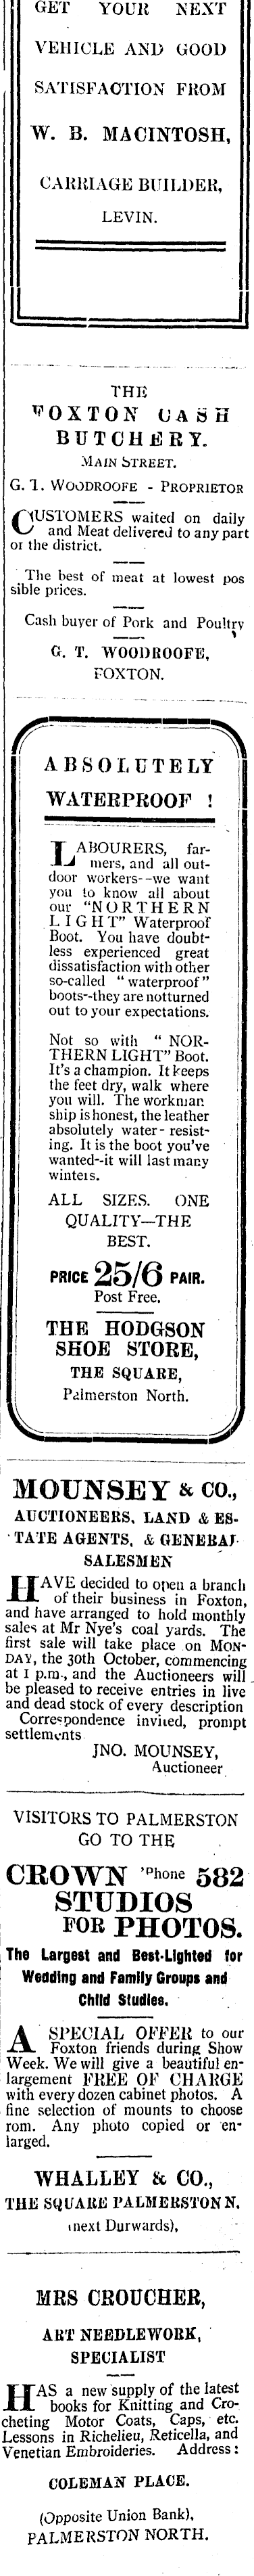 GET YOUR NEXT
VEHICLE AND GOOD
SATISFACTION FROM
W. B. MACINTOSH,
CARRIAGE BUILDER,
LEVIN.
THE
FOXTON CASH
BUTCHERY.
MAIN STREET.
G. T. WOODROOFE - PROPRIETOR
CUSTOMERS waited on daily
and Meat delivered to any part
or the district.
The best of meat at lowest pos
sible prices.
Cash buyer of Pork and Poultry
G. T. WOODROOFE,
FOXTON.
ABSOLUTELY
WATERPROOF !
LABOURERS, far-
mers, and all out-
door workers--we want
you to know all about
our "NORTHERN
LIGHT" Waterproof
Boot. You have doubt-
less experienced great
dissatisfaction with other
so-called "waterproof"
boots--they are notturned
out to your expectations.
Not so with " NOR-
THERN LIGHT" Boot.
It's a champion. It keeps
the feet dry, walk where
you will. The workman
ship is honest, the leather
absolutely water-resist-
ing. It is the boot you've
wanted--it will last many
winters.
ALL SIZES. ONE
QUALITY—THE
BEST.
PRICE 25/6 PAIR.
Post Free.
THE HODGSON
SHOE STORE,
THE SQUARE,
Palmerston North.
MOUNSEY & CO.,
AUCTIONEERS, LAND & ES-
TATE AGENTS, & GENERAL
SALESMEN
HAVE decided to open a branch
of their business in Foxton,
and have arranged to hold monthly
sales at Mr Nye's coal yards. The
first sale will take place on MON-
DAY, the 30th October, commencing
at 1 p.m., and the Auctioneers will
be pleased to receive entries in live
and dead stock of every description
Correspondence invited, prompt
settlements
JNO. MOUNSEY,
Auctioneer
VISITORS TO PALMERSTON
GO TO THE
CROWN 'Phone 582
STUDIOS
FOR PHOTOS.
The Largest and Best-Lighted for
Wedding and Family Groups and
Child Studies.
A SPECIAL OFFER to our
Foxton friends during Show
Week. We will give a beautiful en-
largement FREE OF CHARGE
with every dozen cabinet photos. A
fine selection of mounts to choose
rom. Any photo copied or en-
larged.
WHALLEY & CO.,
THE SQUARE PALMERSTON N.
(next Durwards),
MRS CROUCHER,
ART NEEDLEWORK,
SPECIALIST
HAS a new supply of the latest
books for Knitting and Cro-
cheting Motor Coats, Caps, etc.
Lessons in Richelieu, Reticella, and
Venetian Embroideries. Address:
COLEMAN PLACE.
(Opposite Union Bank),
PALMERSTON NORTH.